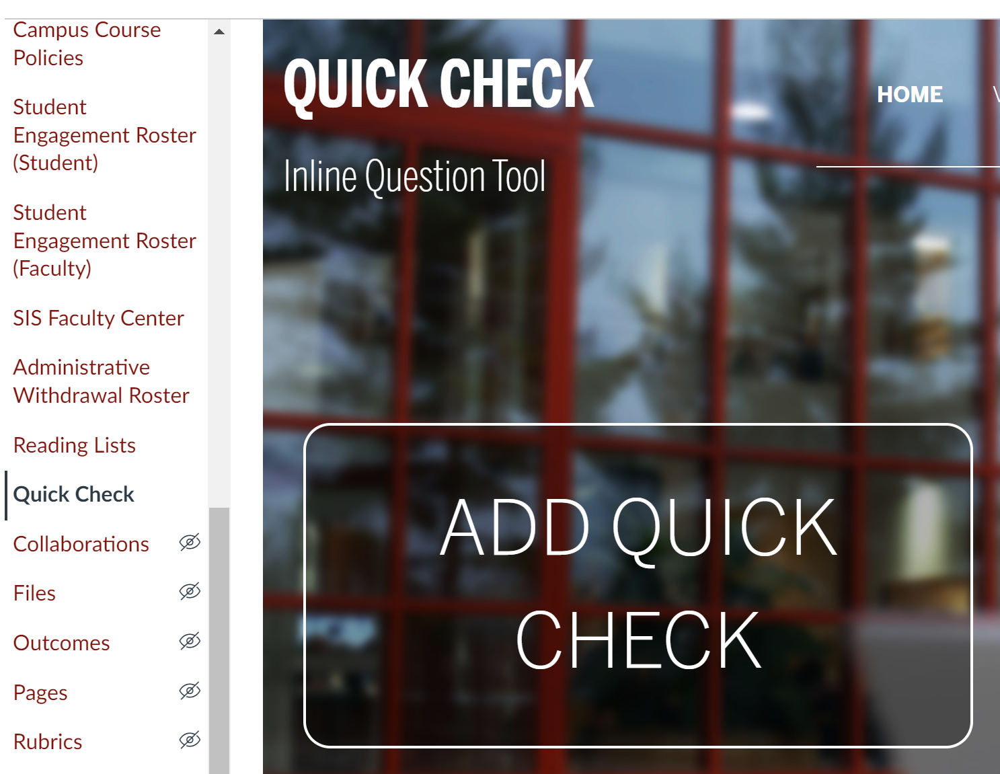 Campus Course
Policies
Student
Engagement Roster
(Student)
Student
Engagement Roster
(Faculty)
SIS Faculty Center
Administrative
Withdrawal Roster
Reading Lists
Quick Check
Collaborations
Files
Outcomes
Pages
Rubrics
QUICK CHECK
HOME
Inline Question Tool
ADD QUICK
CHECK